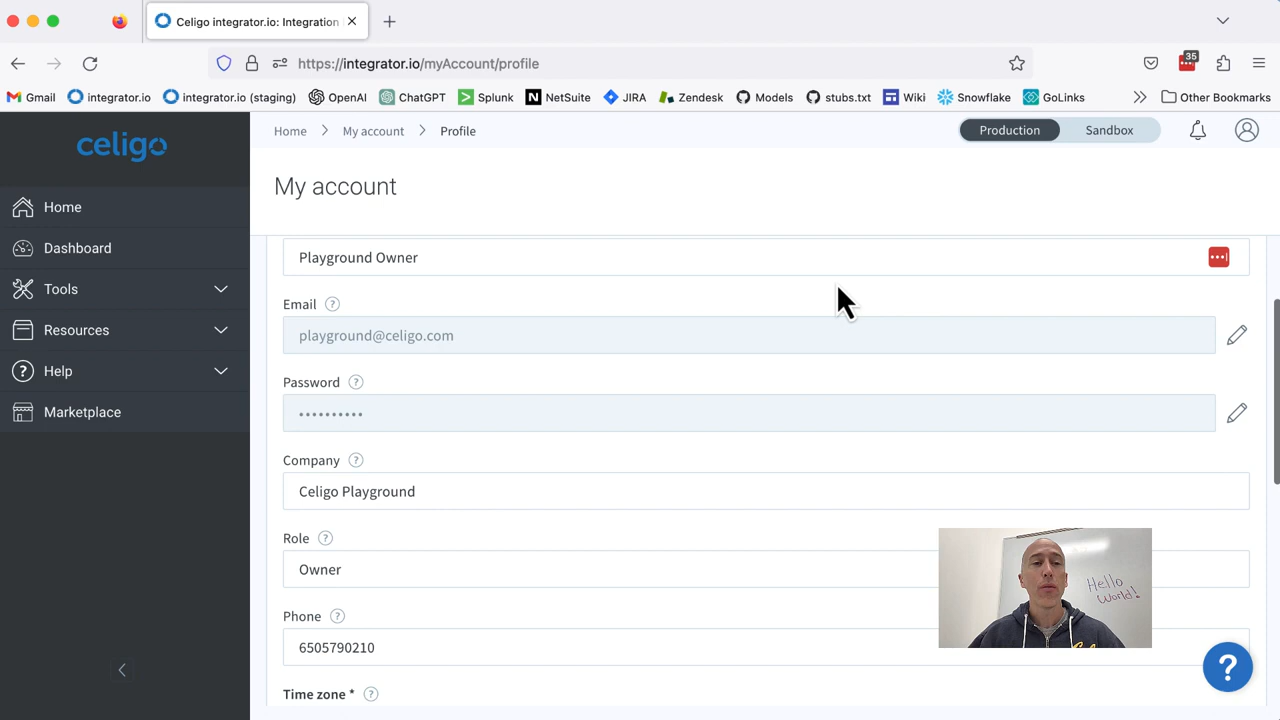 Celigo integrator.io: Integration
https://integrator.io/myAccount/profile
35
Gmail
integrator.io
integrator.io (staging)
OpenAI
ChatGPT
Splunk
NetSuite
JIRA
Zendesk
Models
stubs.txt
Wiki
Snowflake
GoLinks
Other Bookmarks
celigo
Home
My account
Profile
Production
Sandbox
My account
Home
Dashboard
Tools
Resources
Help
Marketplace
Playground Owner
Email ?
playground@celigo.com
Password ?
Company ?
Celigo Playground
Role ?
Owner
Hello
World!
Phone ?
6505790210
Time zone * ?
?